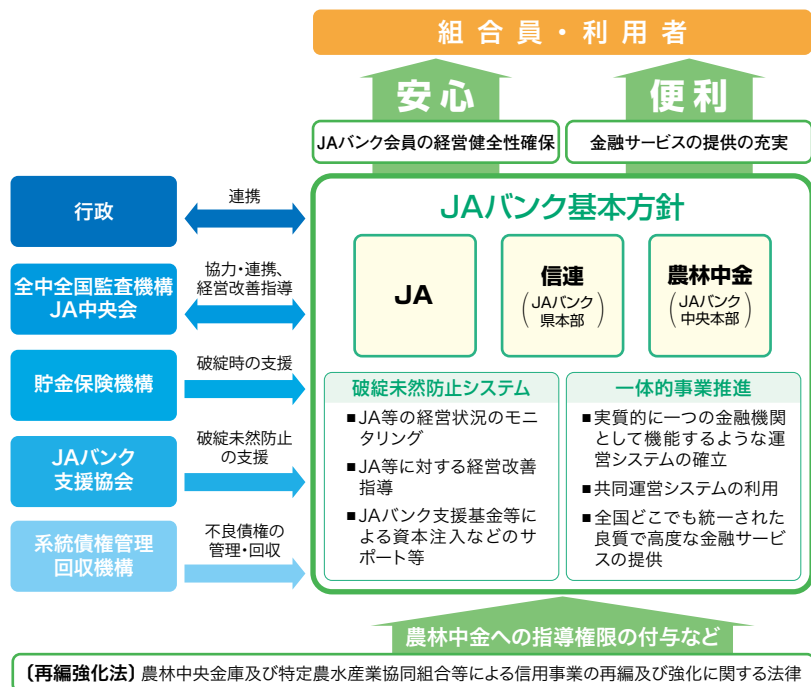 組合員・利用者
安心
便利
JAバンク会員の経営健全性確保
金融サービスの提供の充実
行政
連携
全中全国監査機構
JA中央会
協力・連携、
経営改善指導
貯金保険機構
破綻時の支援
JAバンク
支援協会
破綻未然防止
の支援
系統債権管理
回収機構
不良債権の
管理・回収
JAバンク基本方針
JA
信連
(JAバンク
県本部)
農林中金
(JAバンク
中央本部)
破綻未然防止システム
■JA等の経営状況のモニ
タリング
■JA等に対する経営改善
指導
■JAバンク支援基金等に
よる資本注入などのサ
ポート等
一体的事業推進
■実質的に一つの金融機関
として機能するような運
営システムの確立
■共同運営システムの利用
■全国どこでも統一された
良質で高度な金融サービ
スの提供
農林中金への指導権限の付与など
〔再編強化法〕農林中央金庫及び特定農水産業協同組合等による信用事業の再編及び強化に関する法律